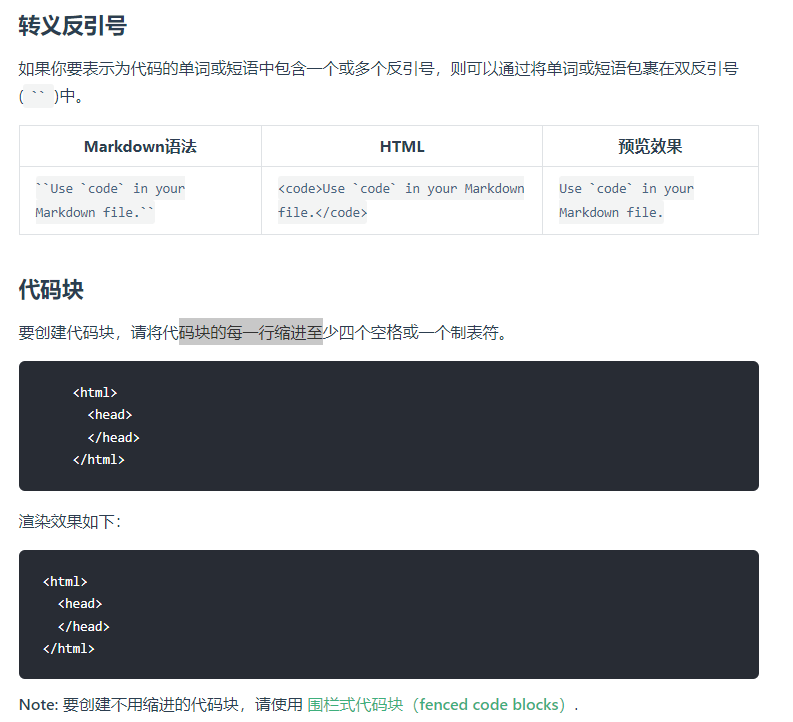 转义反引号
如果你要表示为代码的单词或短语中包含一个或多个反引号，则可以通过将单词或短语包裹在双反引号
( `` )中。
Markdown语法 HTML 预览效果
``Use `code` in your <code>Use `code` in your Markdown Use `code` in your
Markdown file.`` file.</code> Markdown file.
代码块
要创建代码块，请将代码块的每一行缩进至少四个空格或一个制表符。
<html>
<head>
</head>
</html>
渲染效果如下：
<html>
<head>
</head>
</html>
Note: 要创建不用缩进的代码块，请使用 围栏式代码块（fenced code blocks）.